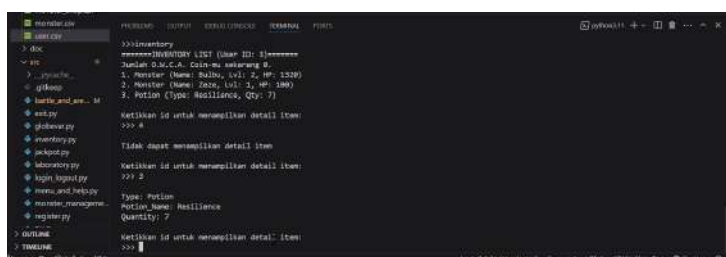 monster.csv
user.csv
doc
src
__pycache__
.gitkeep
battle_and_are... M
exit.py
globevar.py
inventory.py
jackpot.py
laboratory.py
login_logout.py
menu_and_help.py
monster_manageme...
register.py
OUTLINE
TIMELINE
PROBLEMS OUTPUT DEBUG CONSOLE TERMINAL PORTS
python3.11
>>>inventory
=======INVENTORY LIST (User ID: 3)=======
Jumlah O.W.C.A. Coin-mu sekarang 0.
1. Monster (Name: Bulbu, Lvl: 2, HP: 1320)
2. Monster (Name: Zeze, Lvl: 1, HP: 100)
3. Potion (Type: Resilience, Qty: 7)
Ketikkan id untuk menampilkan detail item:
>>> 4
Tidak dapat menampilkan detail item
Ketikkan id untuk menampilkan detail item:
>>> 3
Type: Potion
Potion_Name: Resilience
Quantity: 7
Ketikkan id untuk menampilkan detail item:
>>>